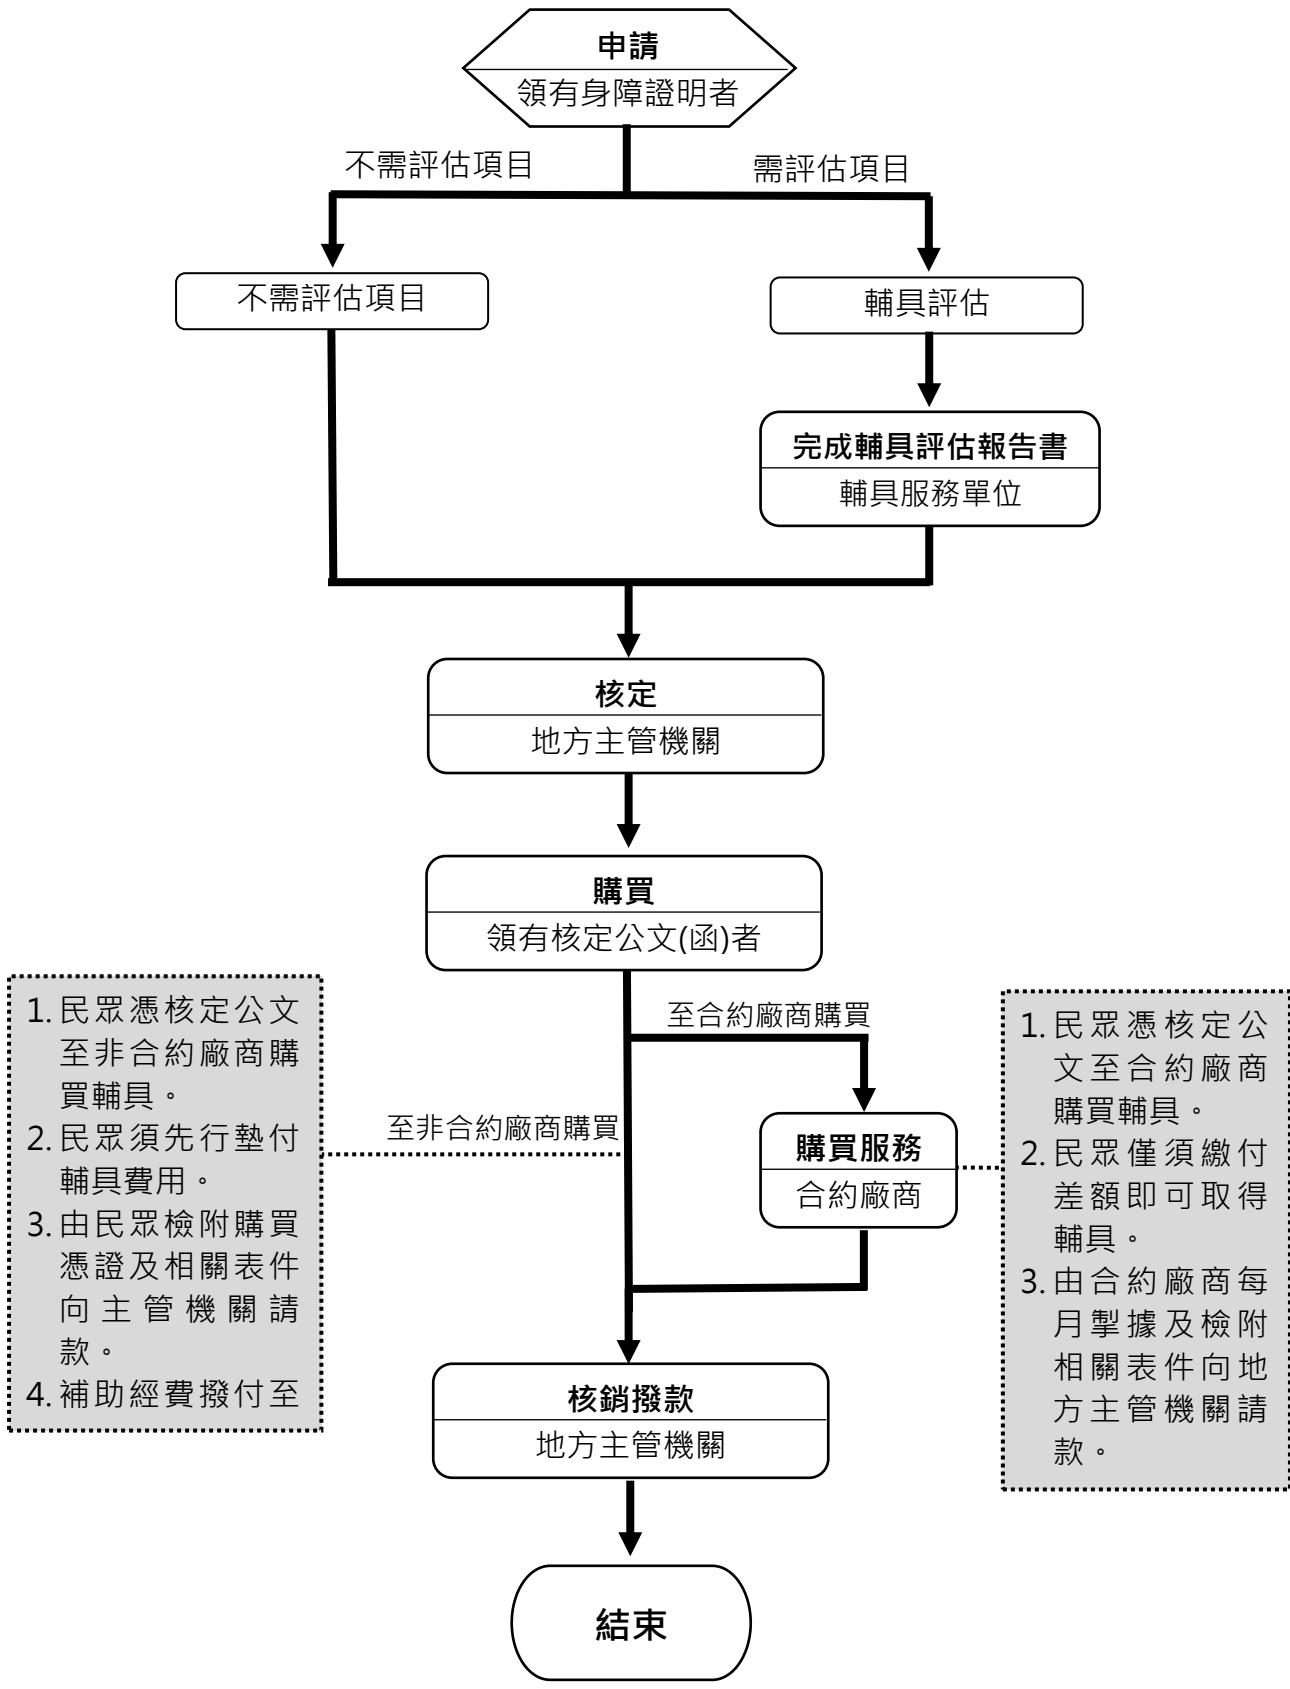 申請
領有身障證明者
不需評估項目
需評估項目
不需評估項目
輔具評估
完成輔具評估報告書
輔具服務單位
核定
地方主管機關
購買
領有核定公文(函)者
至合約廠商購買
至非合約廠商購買
購買服務
合約廠商
1. 民眾憑核定公文
至非合約廠商購
買輔具。
2. 民眾須先行墊付
輔具費用。
3. 由民眾檢附購買
憑證及相關表件
向主管機關請
款。
4. 補助經費撥付至
1. 民眾憑核定公
文至合約廠商
購買輔具。
2. 民眾僅須繳付
差額即可取得
輔具。
3. 由合約廠商每
月掣據及檢附
相關表件向地
方主管機關請
款。
核銷撥款
地方主管機關
結束